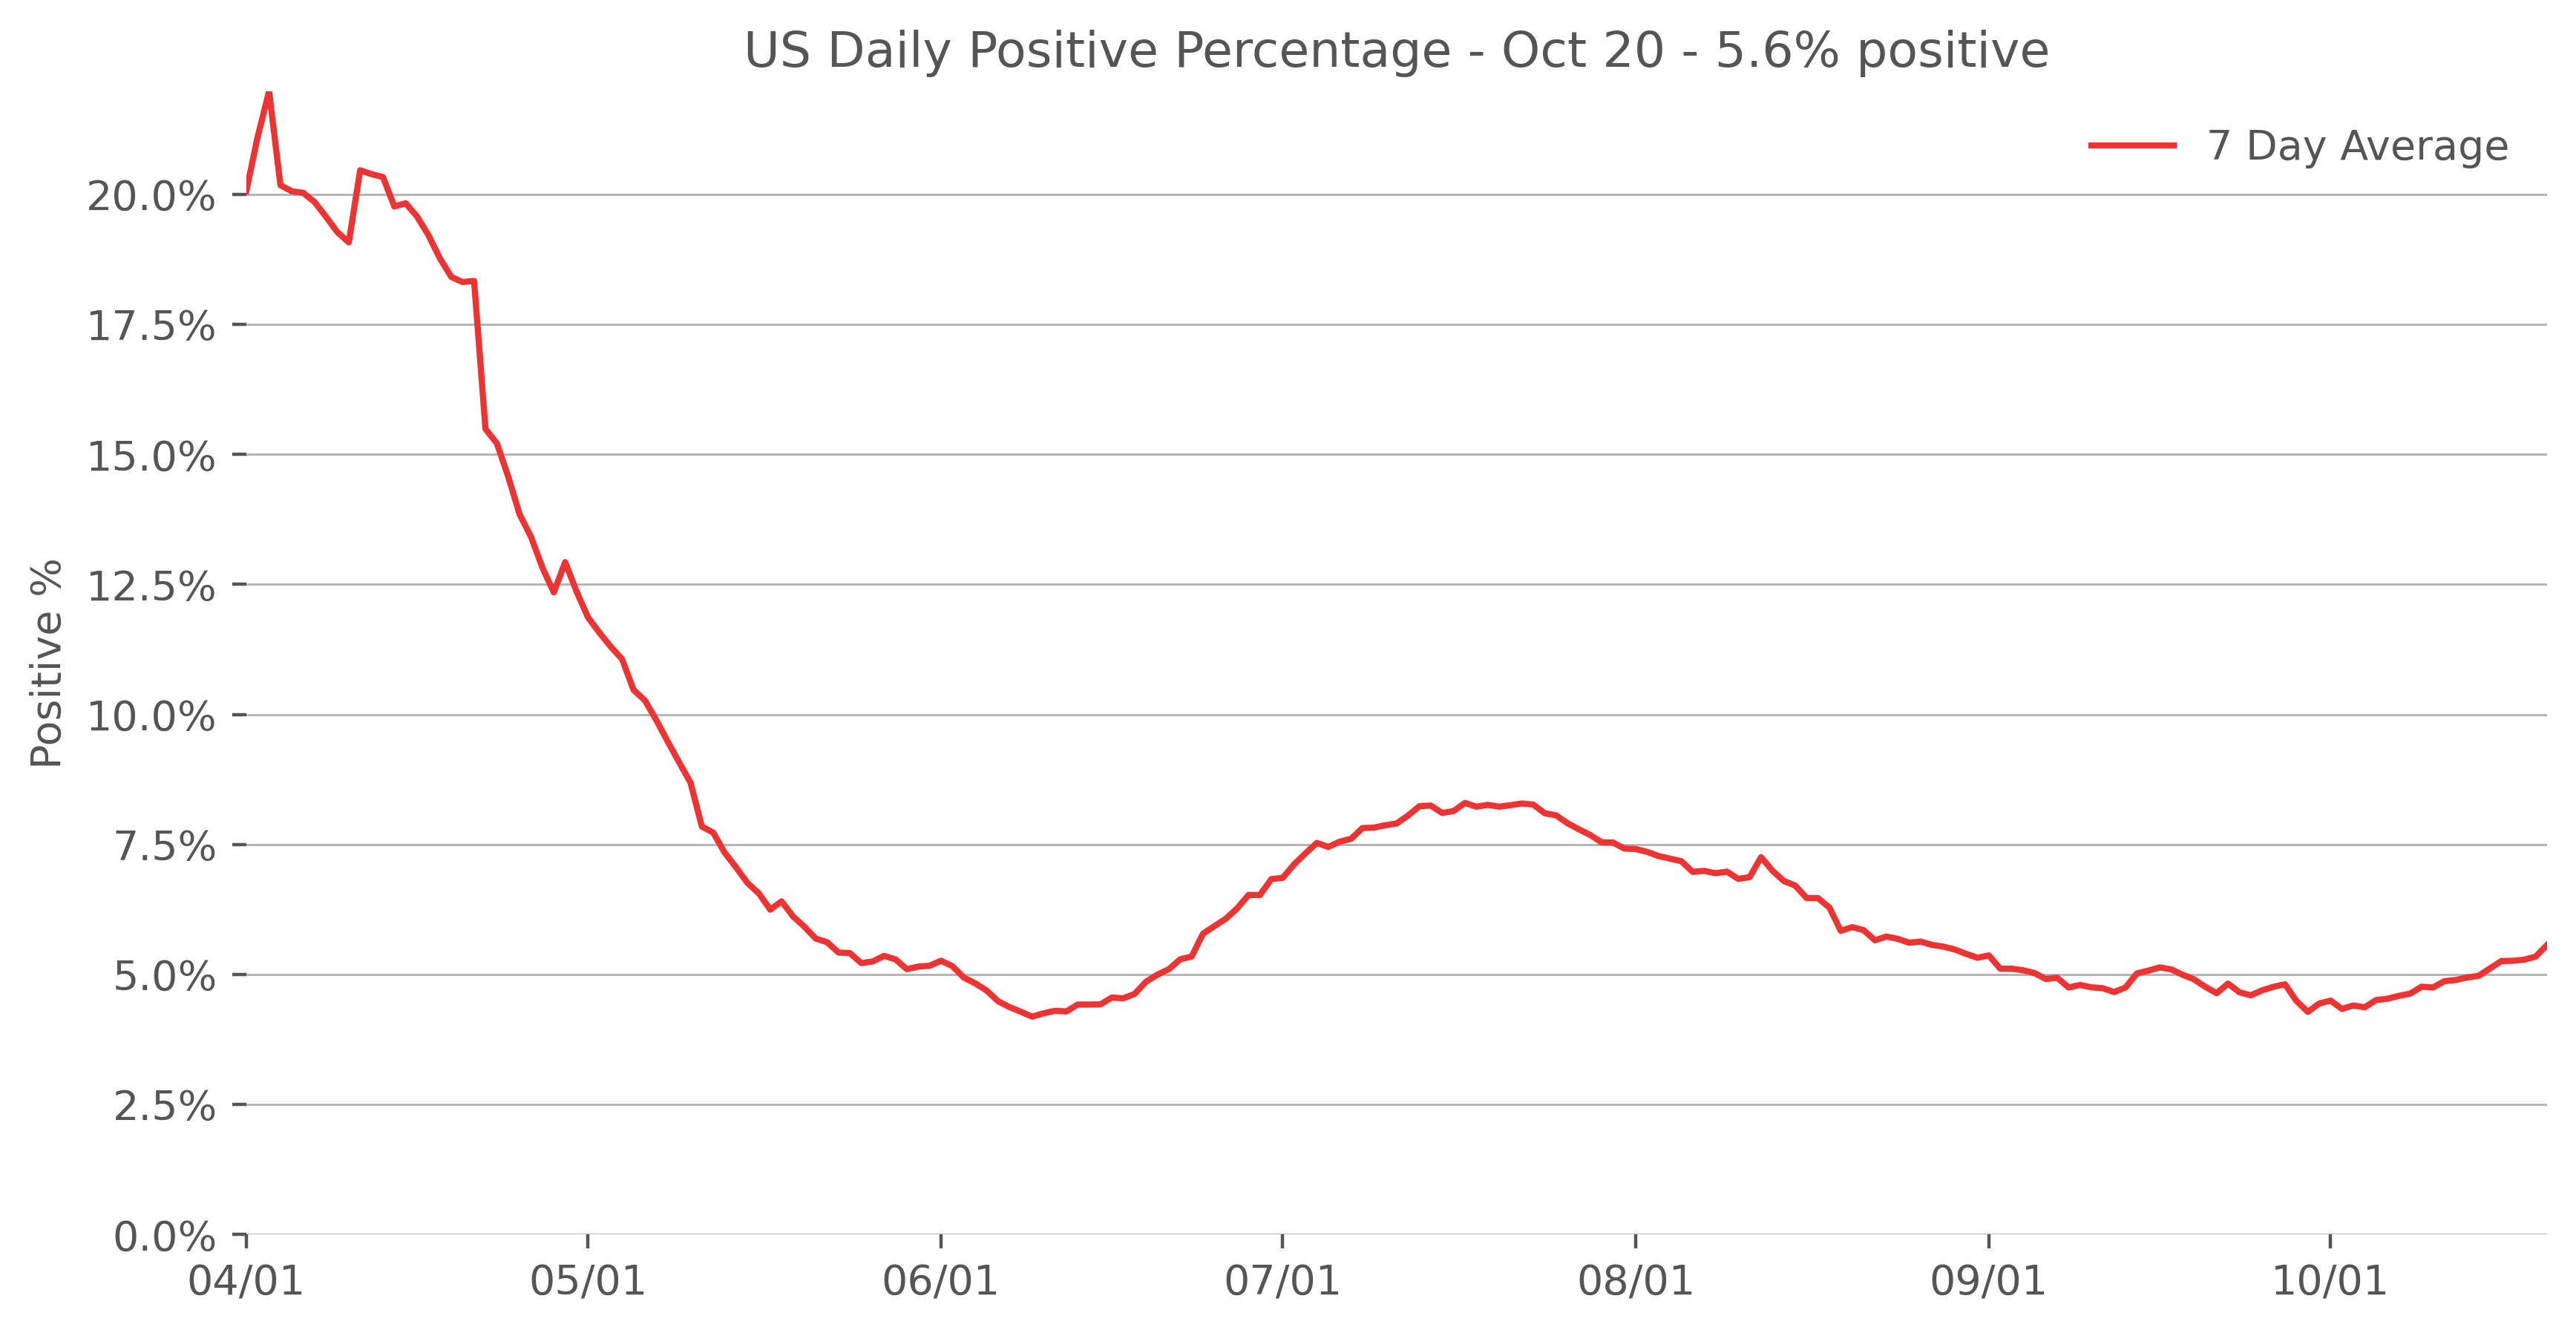 US Daily Positive Percentage - Oct 20 - 5.6% positive
7 Day Average
Positive %
20.0%
17.5%
15.0%
12.5%
10.0%
7.5%
5.0%
2.5%
0.0%
04/01 05/01 06/01 07/01 08/01 09/01 10/01